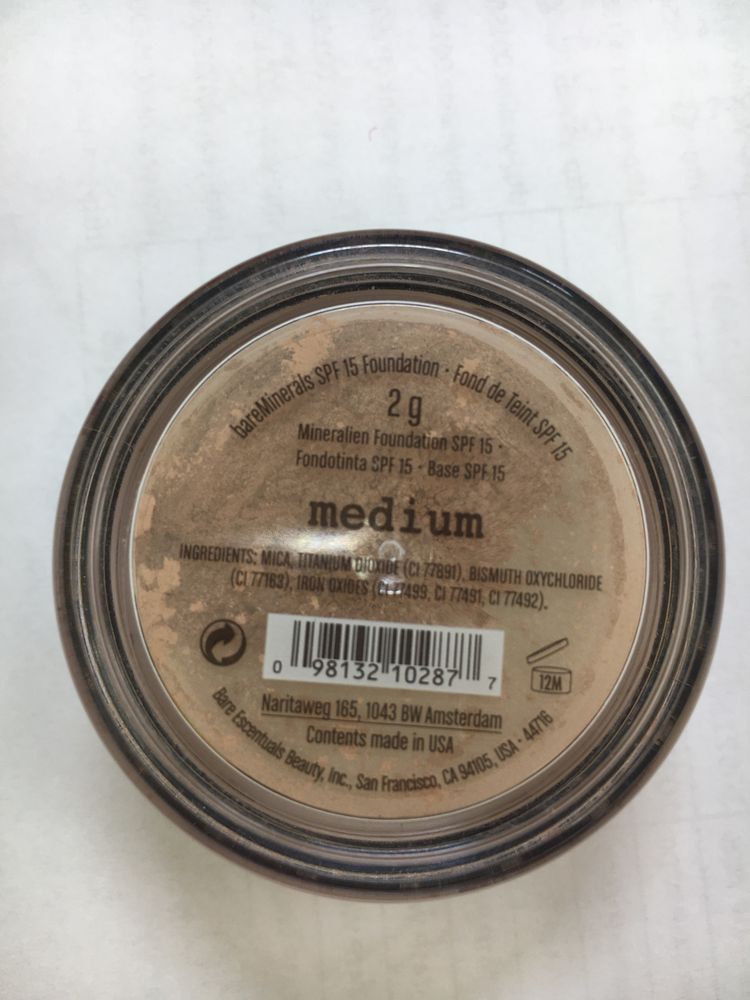 bareMinerals SPF 15 Foundation · Fond de Teint SPF 15
2 g
Mineralien Foundation SPF 15 ·
Fondotinta SPF 15 · Base SPF 15
medium
INGREDIENTS: MICA, TITANIUM DIOXIDE (CI 77891), BISMUTH OXYCHLORIDE
(CI 77163), IRON OXIDES (CI 77499, CI 77491, CI 77492).
0 98132 10287 7
12M
Naritaweg 165, 1043 BW Amsterdam
Contents made in USA
Bare Escentuals Beauty, Inc., San Francisco, CA 94105, USA · 44716